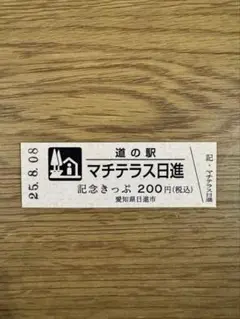 25.8.08
道の駅
マチテラス日進
記念きっぷ 200円(税込)
愛知県日進市
記・マチテラス日進